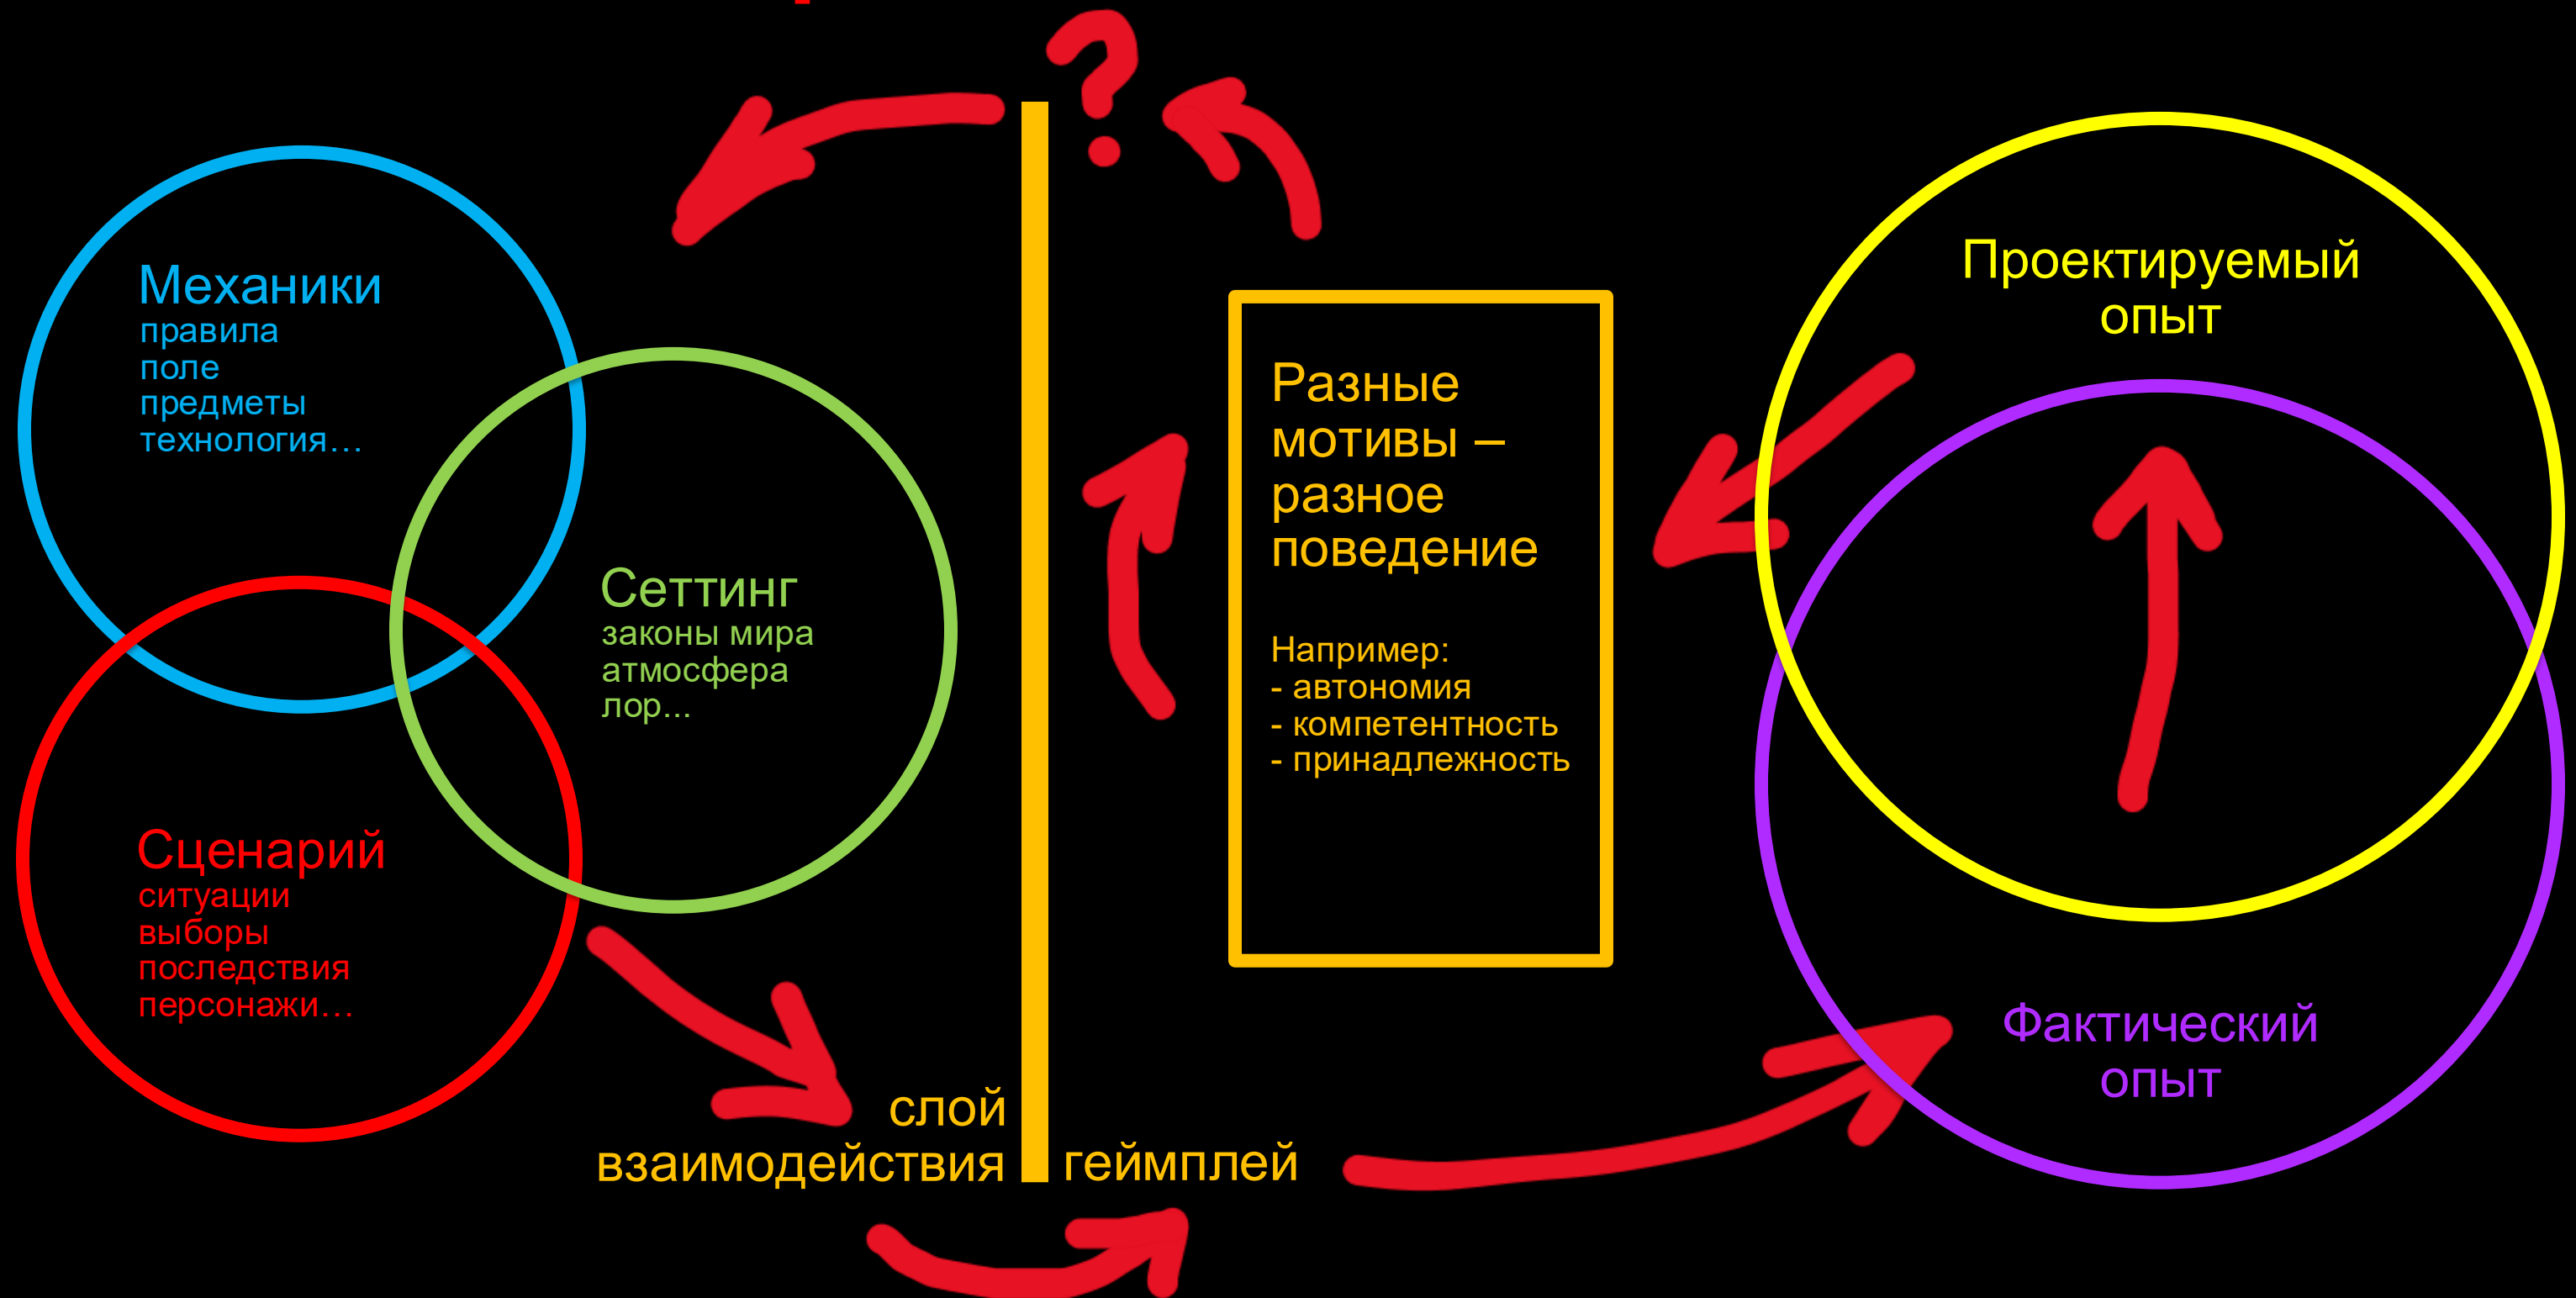 ?
Механики
правила
поле
предметы
технология…
Сеттинг
законы мира
атмосфера
лор...
Сценарий
ситуации
выборы
последствия
персонажи…
слой
взаимодействия
геймплей
Разные
мотивы –
разное
поведение
Например:
- автономия
- компетентность
- принадлежность
Проектируемый
опыт
Фактический
опыт